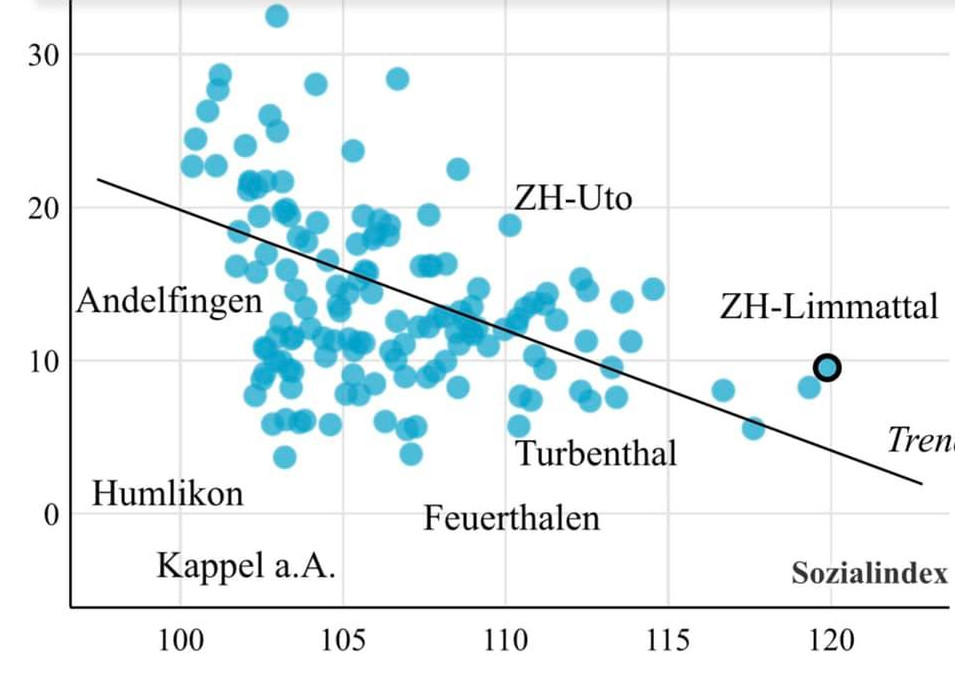 30
20
ZH-Uto
Andelfingen
ZH-Limmattal
10
Tren
Turbenthal
Humlikon
0
Feuerthalen
Kappel a.A.
Sozialindex
100 105 110 115 120